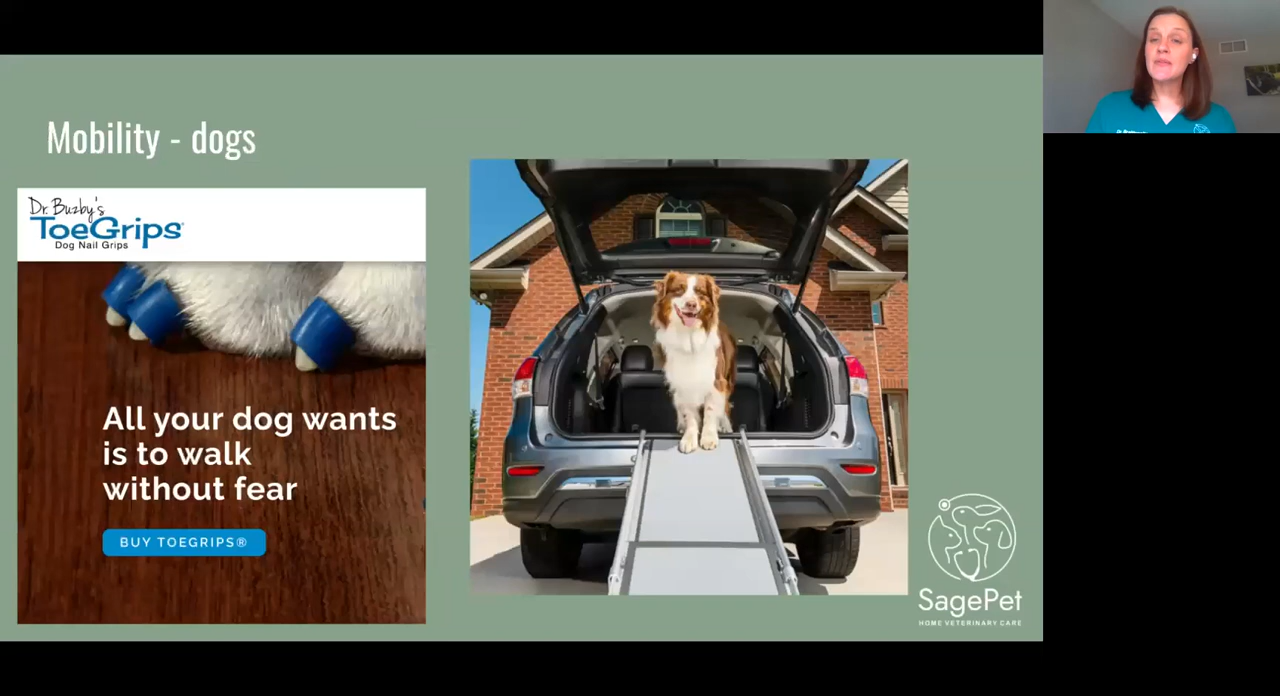 Mobility - dogs
Dr. Buzby's
ToeGrips®
Dog Nail Grips
All your dog wants
is to walk
without fear
BUY TOEGRIPS®
SagePet
HOME VETERINARY CARE